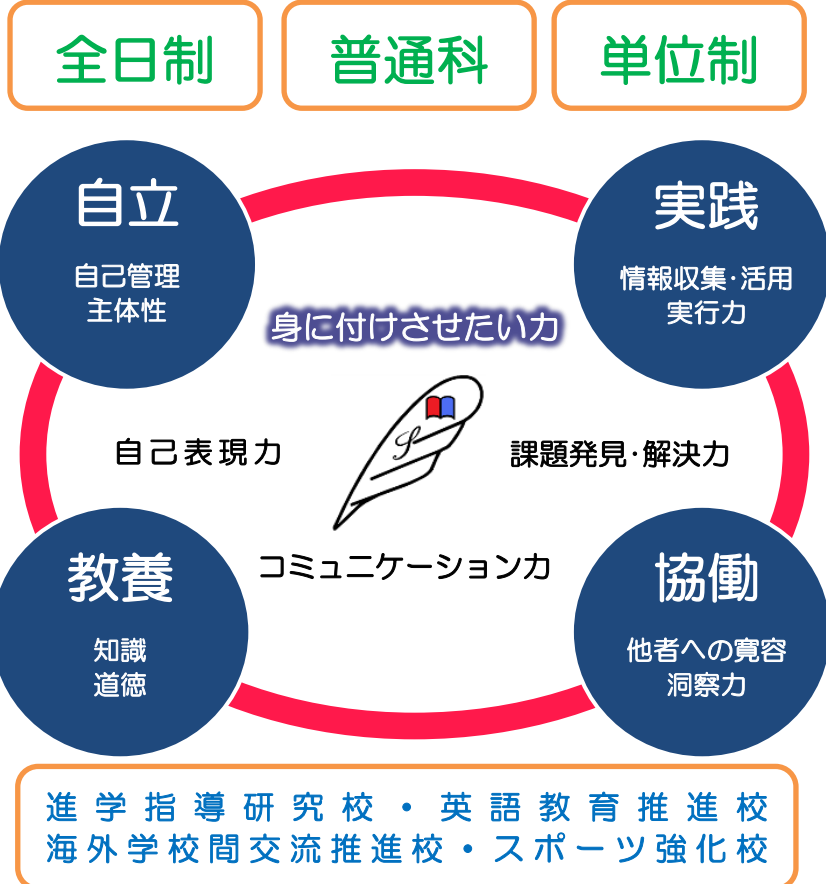 全日制
普通科
単位制
自立
自己管理
主体性
実践
情報収集・活用
実行力
身に付けさせたい力
自己表現力
課題発見・解決力
コミュニケーション力
教養
知識
道徳
協働
他者への寛容
洞察力
進学指導研究校・英語教育推進校
海外学校間交流推進校・スポーツ強化校